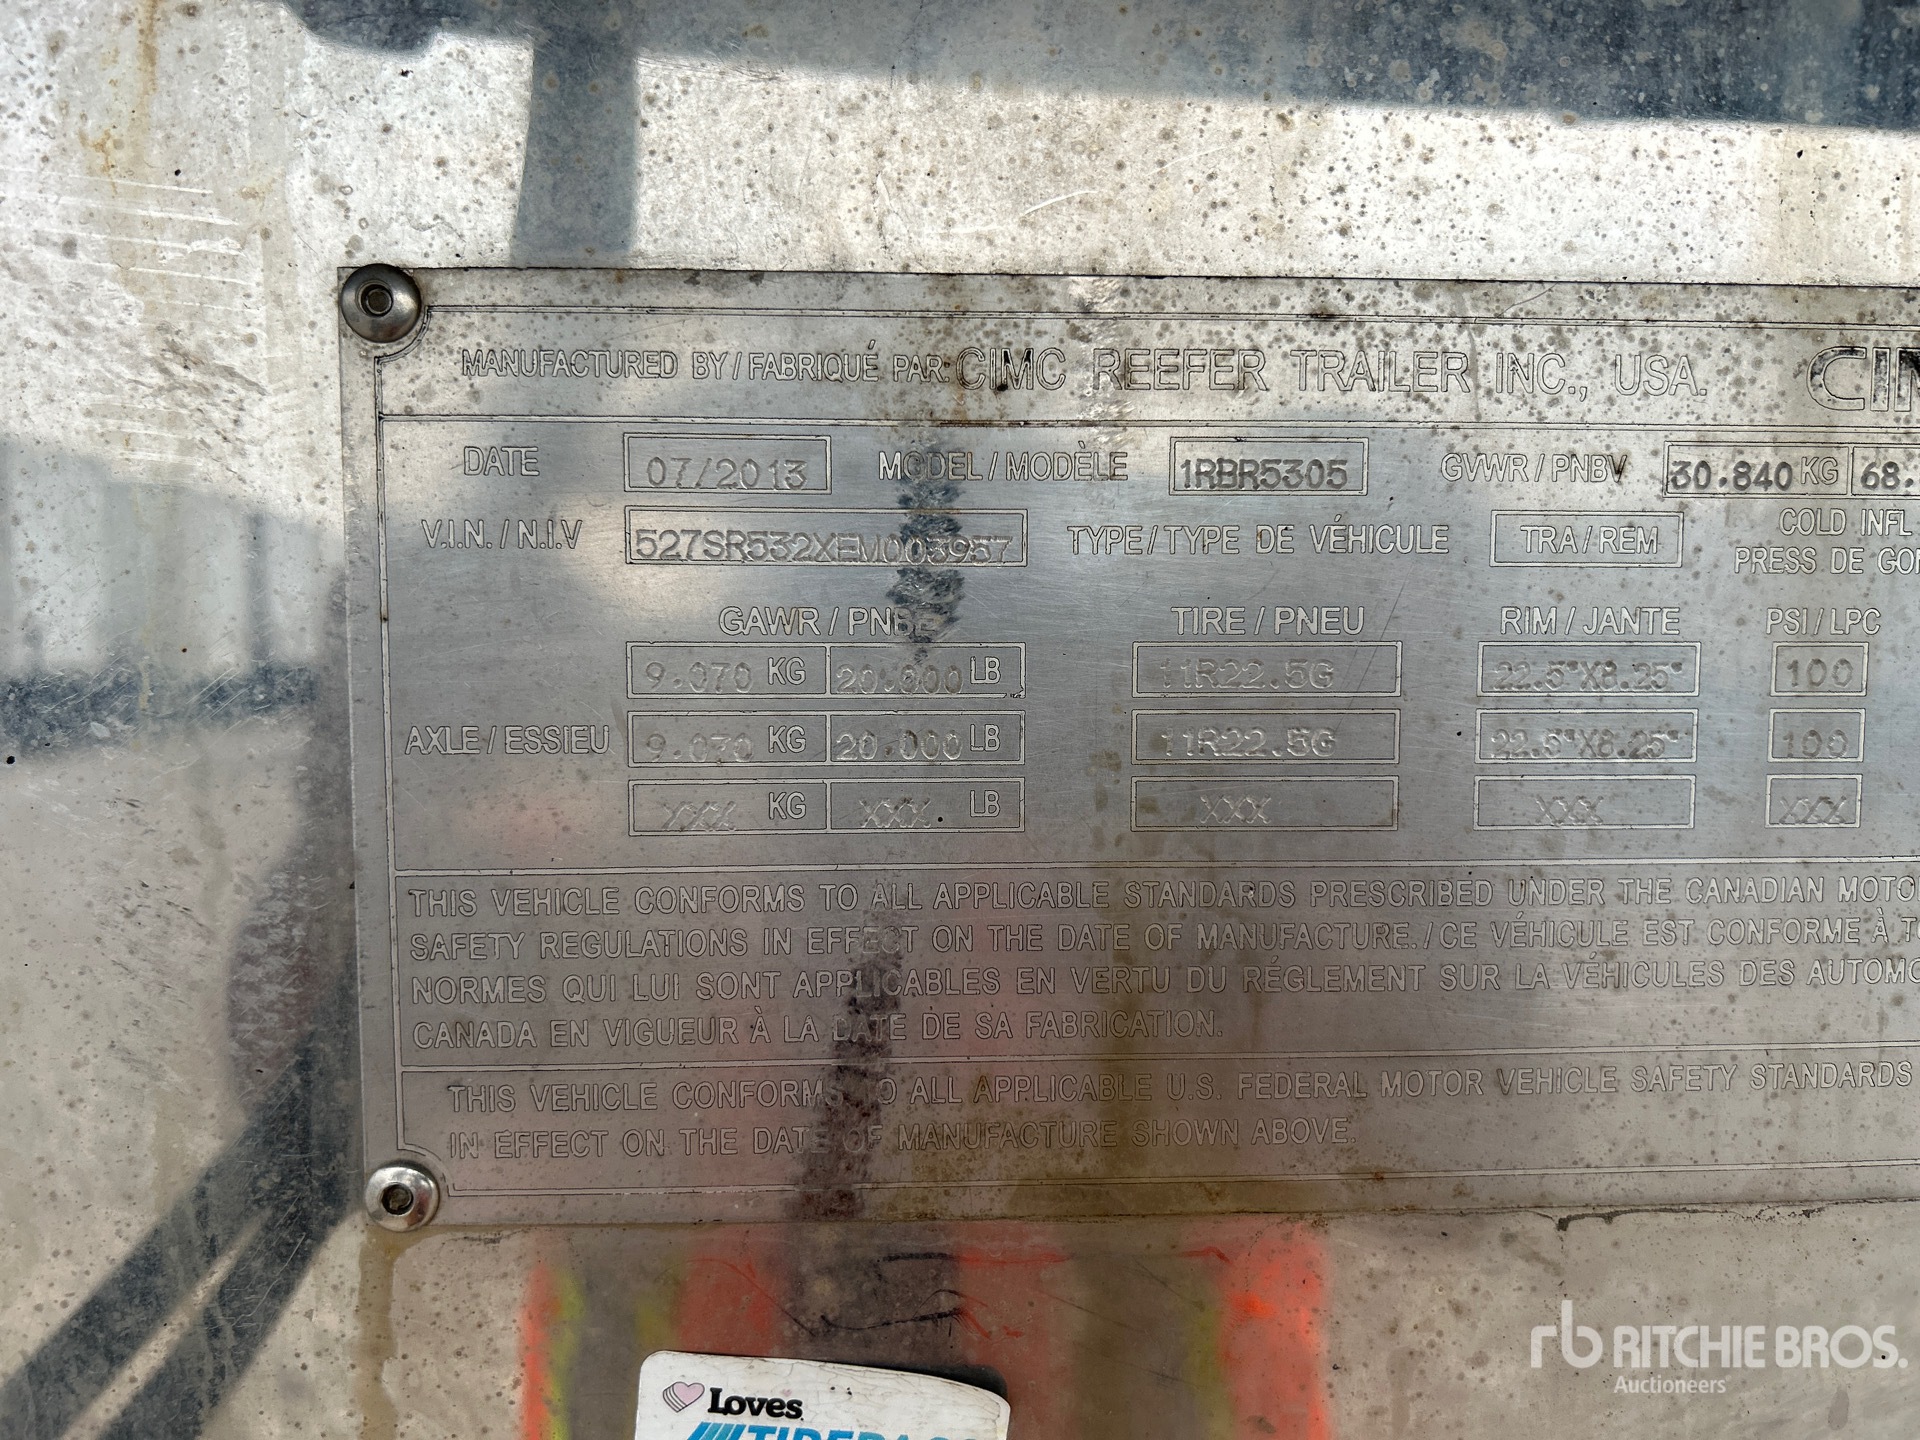 MANUFACTURED BY / FABRIQUÉ PAR: CIMC REEFER TRAILER INC., USA.
DATE 07/2013 MODEL / MODÈLE 1RBR5305 GVWR / PNBV 30.840 KG 68.
V.I.N. / N.I.V 527SR532XEM003957 TYPE / TYPE DE VÉHICULE TRA / REM COLD INFL
PRESS DE
GAWR / PNBE TIRE / PNEU RIM / JANTE PSI / LPC
9.070 KG 20.000 LB 11R22.5G 22.5"X8.25" 100
AXLE / ESSIEU 9.070 KG 20.000 LB 11R22.5G 22.5"X8.25" 100
XXX KG XXX LB XXX XXX XXX
THIS VEHICLE CONFORMS TO ALL APPLICABLE STANDARDS PRESCRIBED UNDER THE CANADIAN MOTO
SAFETY REGULATIONS IN EFFECT ON THE DATE OF MANUFACTURE. / CE VÉHICULE EST CONFORME À
NORMES QUI LUI SONT APPLICABLES EN VERTU DU RÉGLEMENT SUR LA VÉHICULES DES AUTOM
CANADA EN VIGUEUR À LA DATE DE SA FABRICATION.
THIS VEHICLE CONFORMS TO ALL APPLICABLE U.S. FEDERAL MOTOR VEHICLE SAFETY STANDARDS
IN EFFECT ON THE DATE OF MANUFACTURE SHOWN ABOVE.
Loves
rb RITCHIE BROS.
Auctioneers